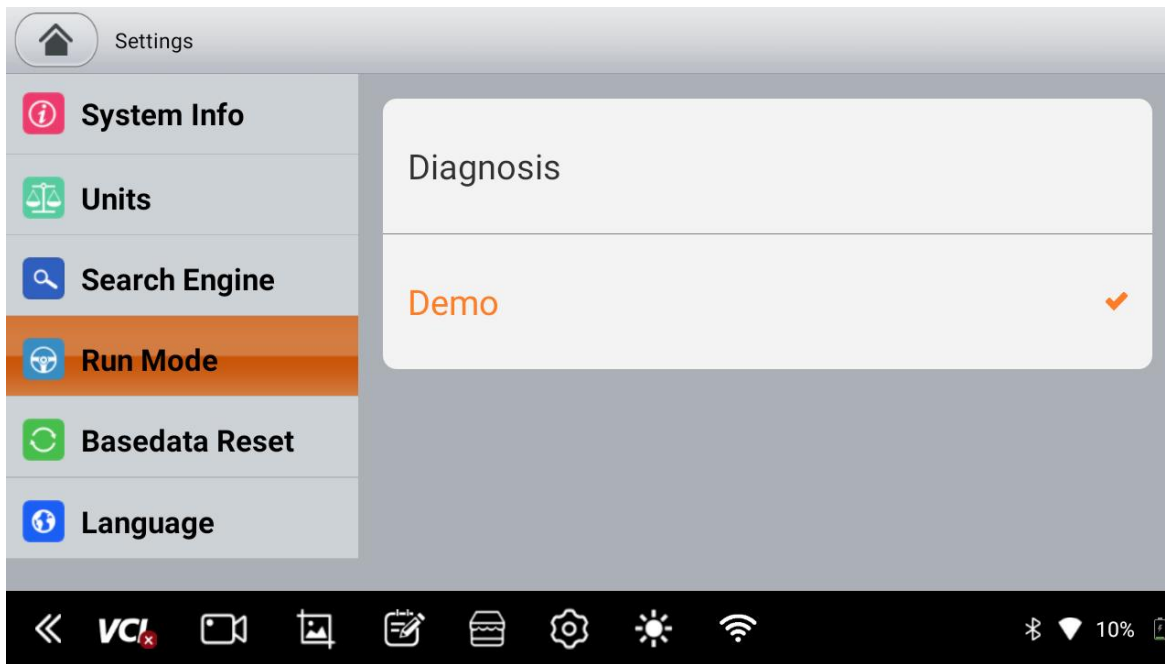 Settings
System Info
Units
Search Engine
Run Mode
Basedata Reset
Language
Diagnosis
Demo
VCI
10%